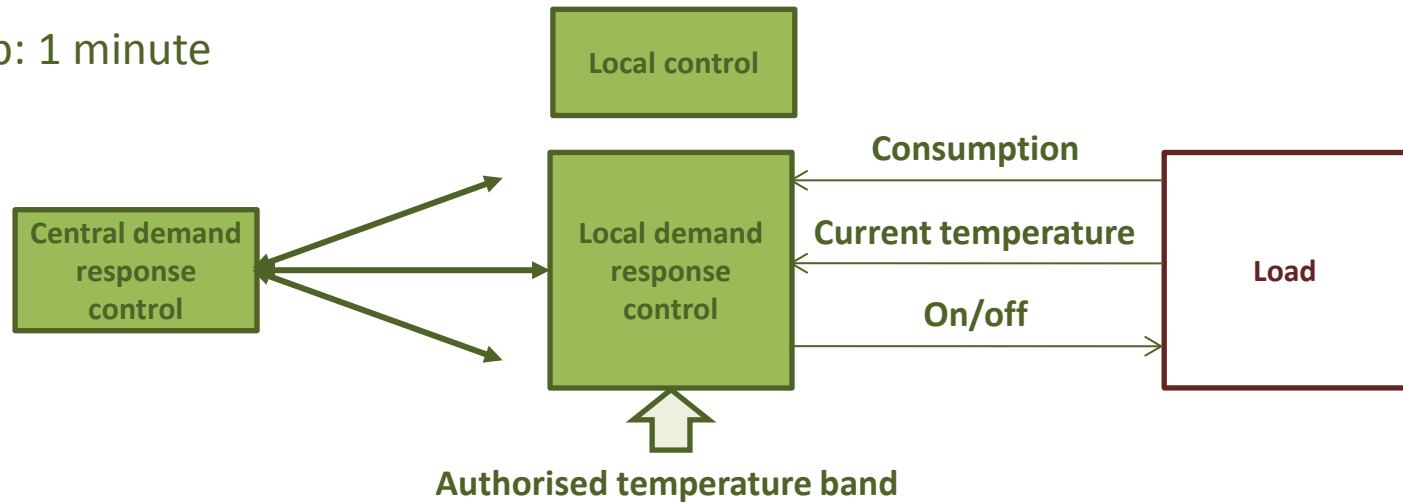 : 1 minute
Local control
Consumption
Central demand
response
control
Local demand
response
control
Current temperature
Load
On/off
Authorised temperature band